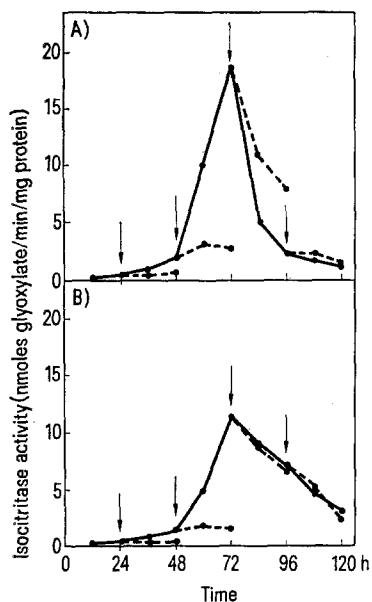 Isocitritase activity (nmoles glyoxylate/min/mg protein)
A)
20
15
10
5
0
B)
20
15
10
5
0
0 24 48 72 96 120 h
Time